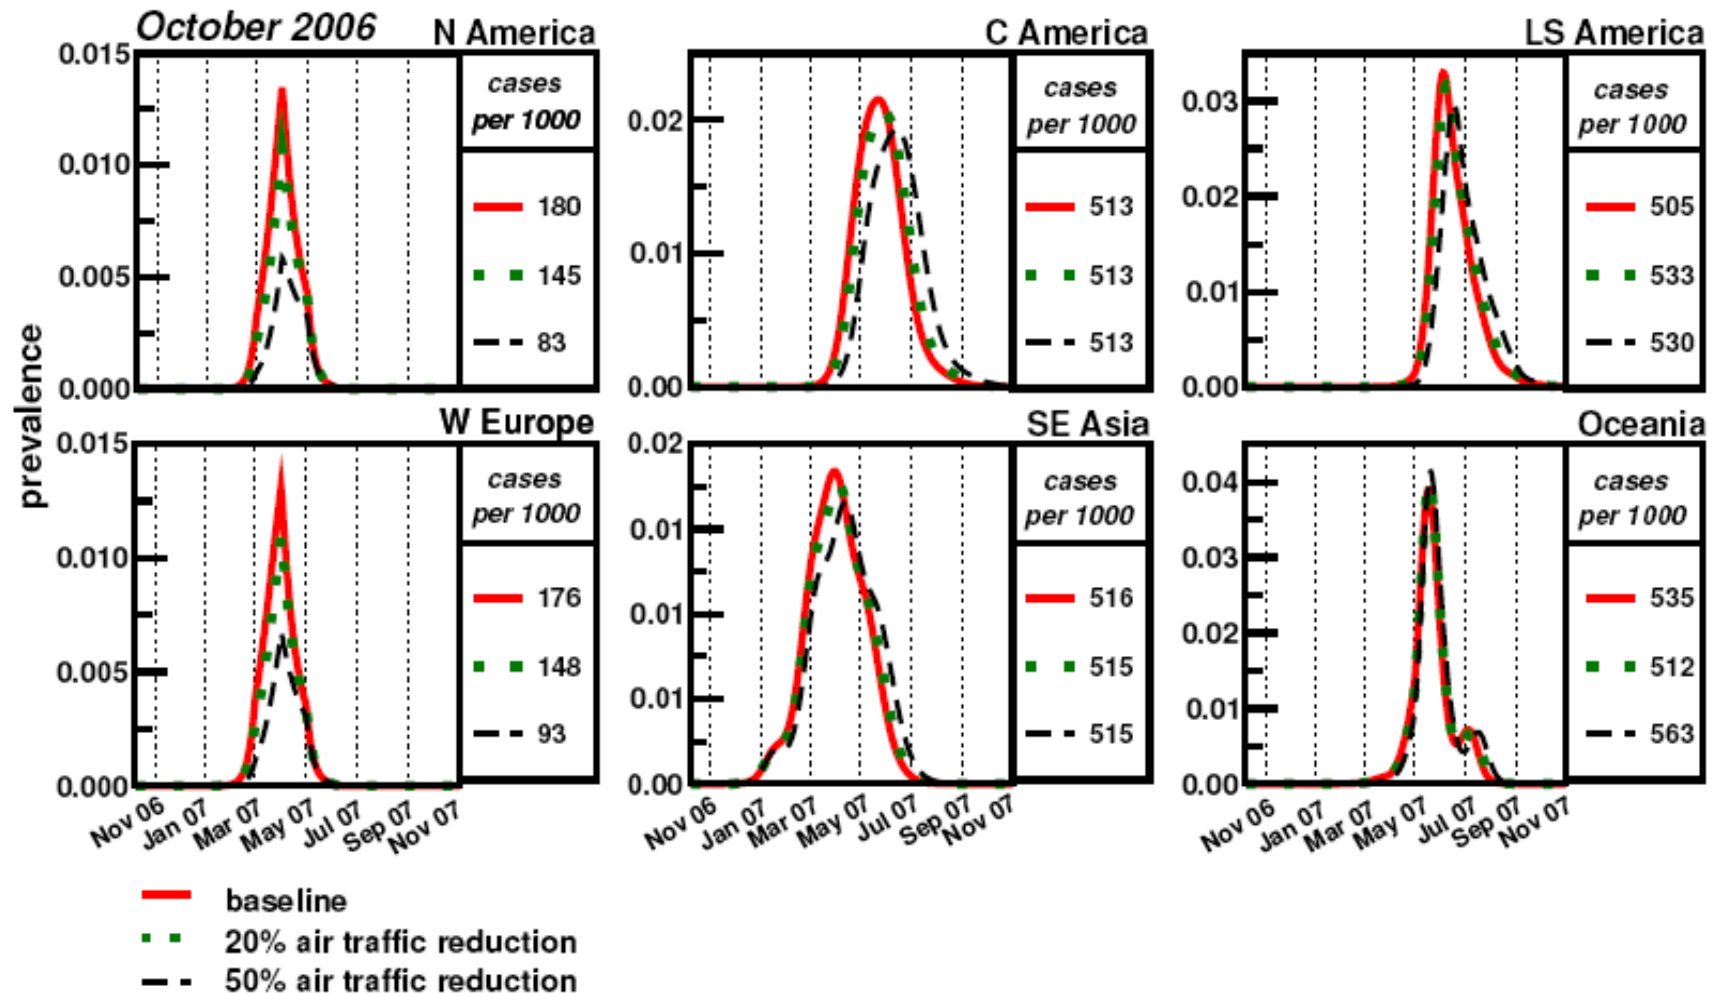 October 2006
N America
C America
LS America
prevalence
0.015
0.010
0.005
0.000
cases
per 1000
180
145
83
0.02
0.01
0.00
cases
per 1000
513
513
513
0.03
0.02
0.01
0.00
cases
per 1000
505
533
530
W Europe
SE Asia
Oceania
0.015
0.010
0.005
0.000
cases
per 1000
176
148
93
0.02
0.01
0.01
0.01
0.00
cases
per 1000
516
515
515
0.04
0.03
0.02
0.01
0.00
cases
per 1000
535
512
563
Nov 06 Jan 07 Mar 07 May 07 Jul 07 Sep 07 Nov 07
Nov 06 Jan 07 Mar 07 May 07 Jul 07 Sep 07 Nov 07
Nov 06 Jan 07 Mar 07 May 07 Jul 07 Sep 07 Nov 07
baseline
20% air traffic reduction
50% air traffic reduction